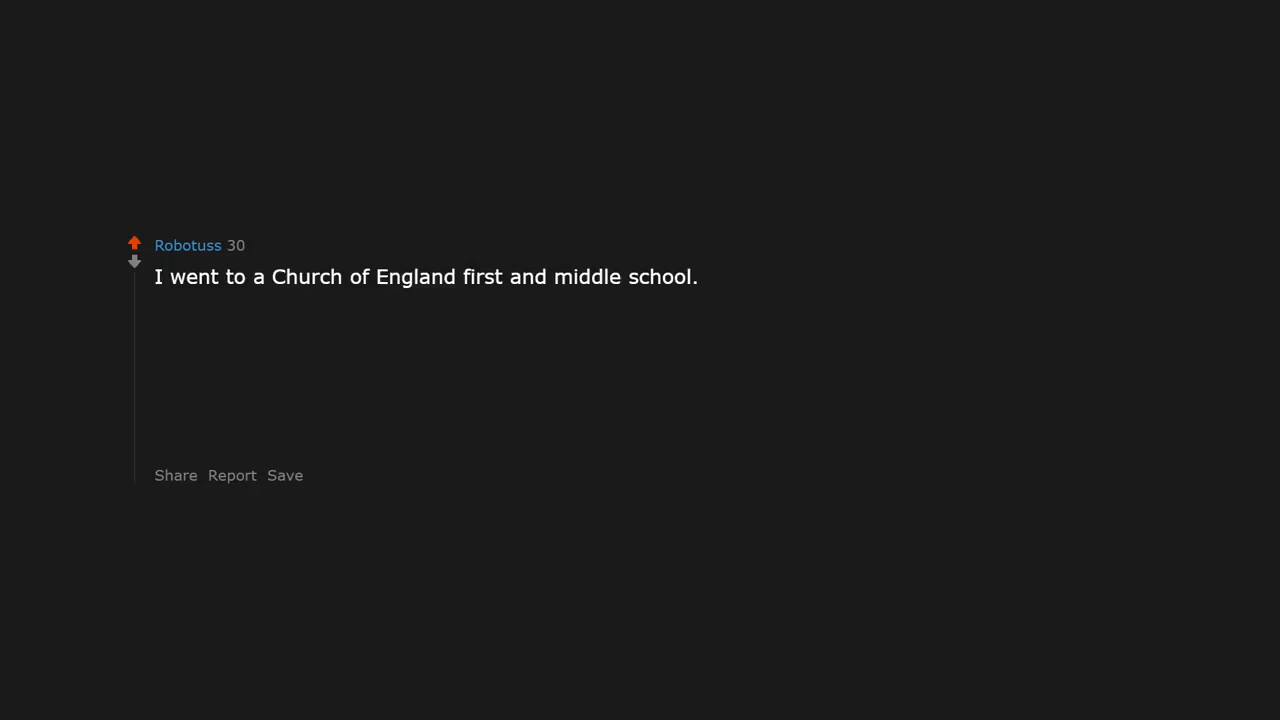 Robotuss 30
I went to a Church of England first and middle school.
Share Report Save